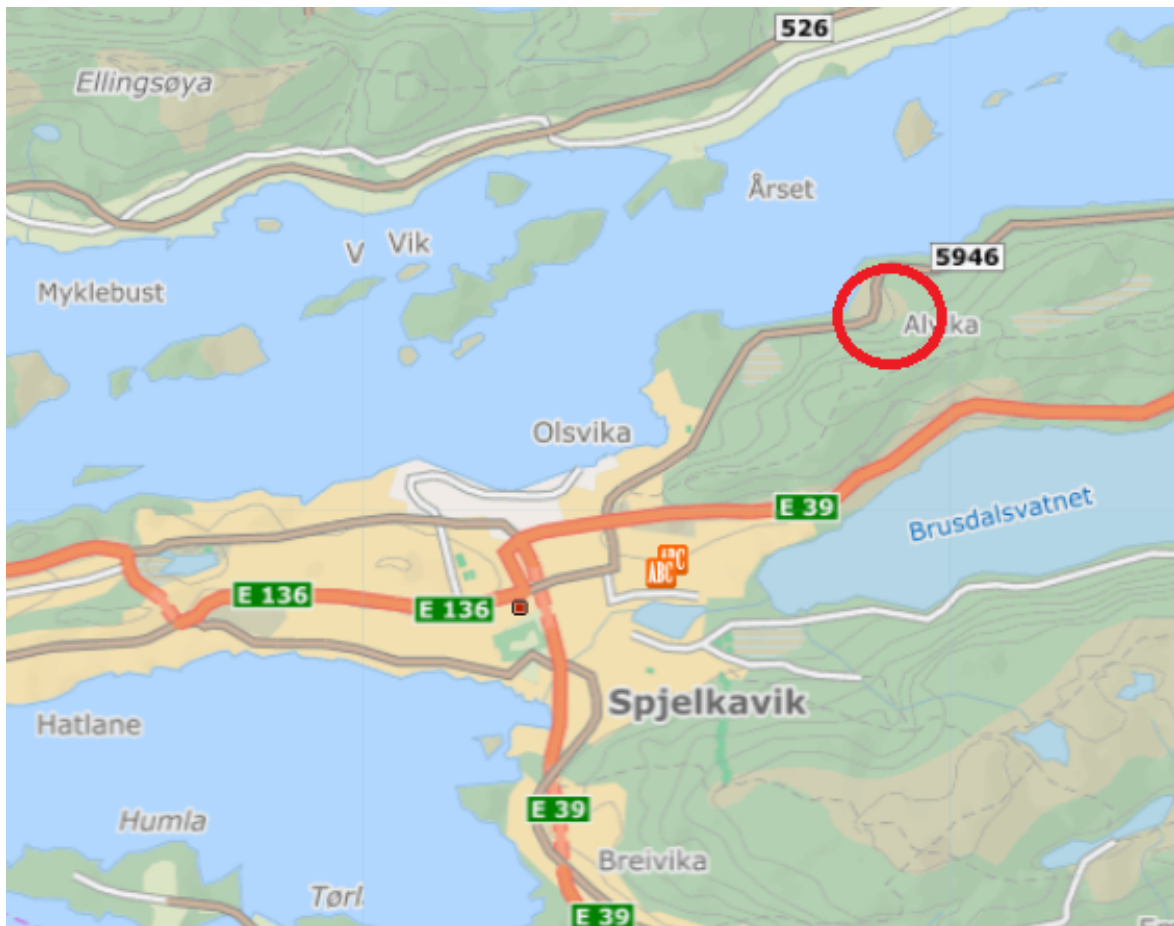 526
Ellingsøya
Årset
V Vik
5946
Myklebust
Alvika
Olsvika
E 39
Brusdalsvatnet
ABC
E 136
E 136
Spjelkavik
Hatlane
E 39
Humla
Breivika
E 39